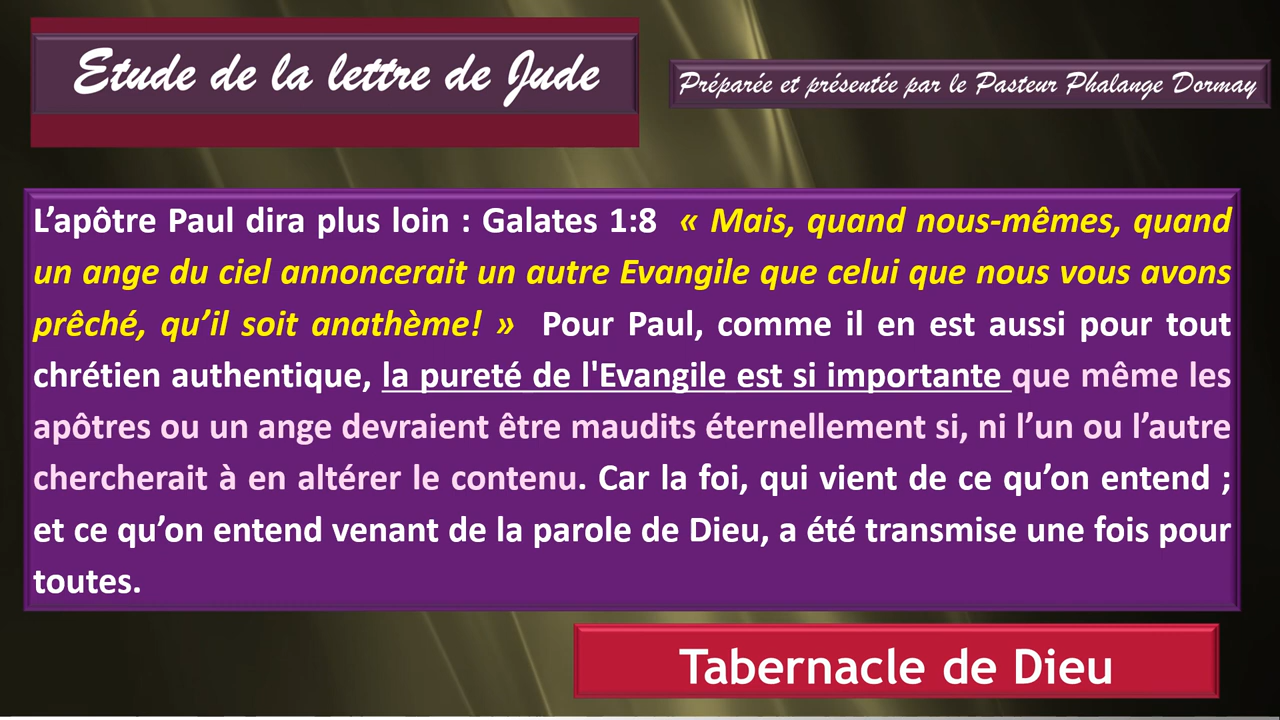 Etude de la lettre de Jude
Préparée et présentée par le Pasteur Phalange Dormay
L’apôtre Paul dira plus loin : Galates 1:8 « Mais, quand nous-mêmes, quand
un ange du ciel annoncerait un autre Evangile que celui que nous vous avons
prêché, qu’il soit anathème! » Pour Paul, comme il en est aussi pour tout
chrétien authentique, la pureté de l'Evangile est si importante que même les
apôtres ou un ange devraient être maudits éternellement si, ni l’un ou l’autre
chercherait à en altérer le contenu. Car la foi, qui vient de ce qu’on entend ;
et ce qu’on entend venant de la parole de Dieu, a été transmise une fois pour
toutes.
Tabernacle de Dieu